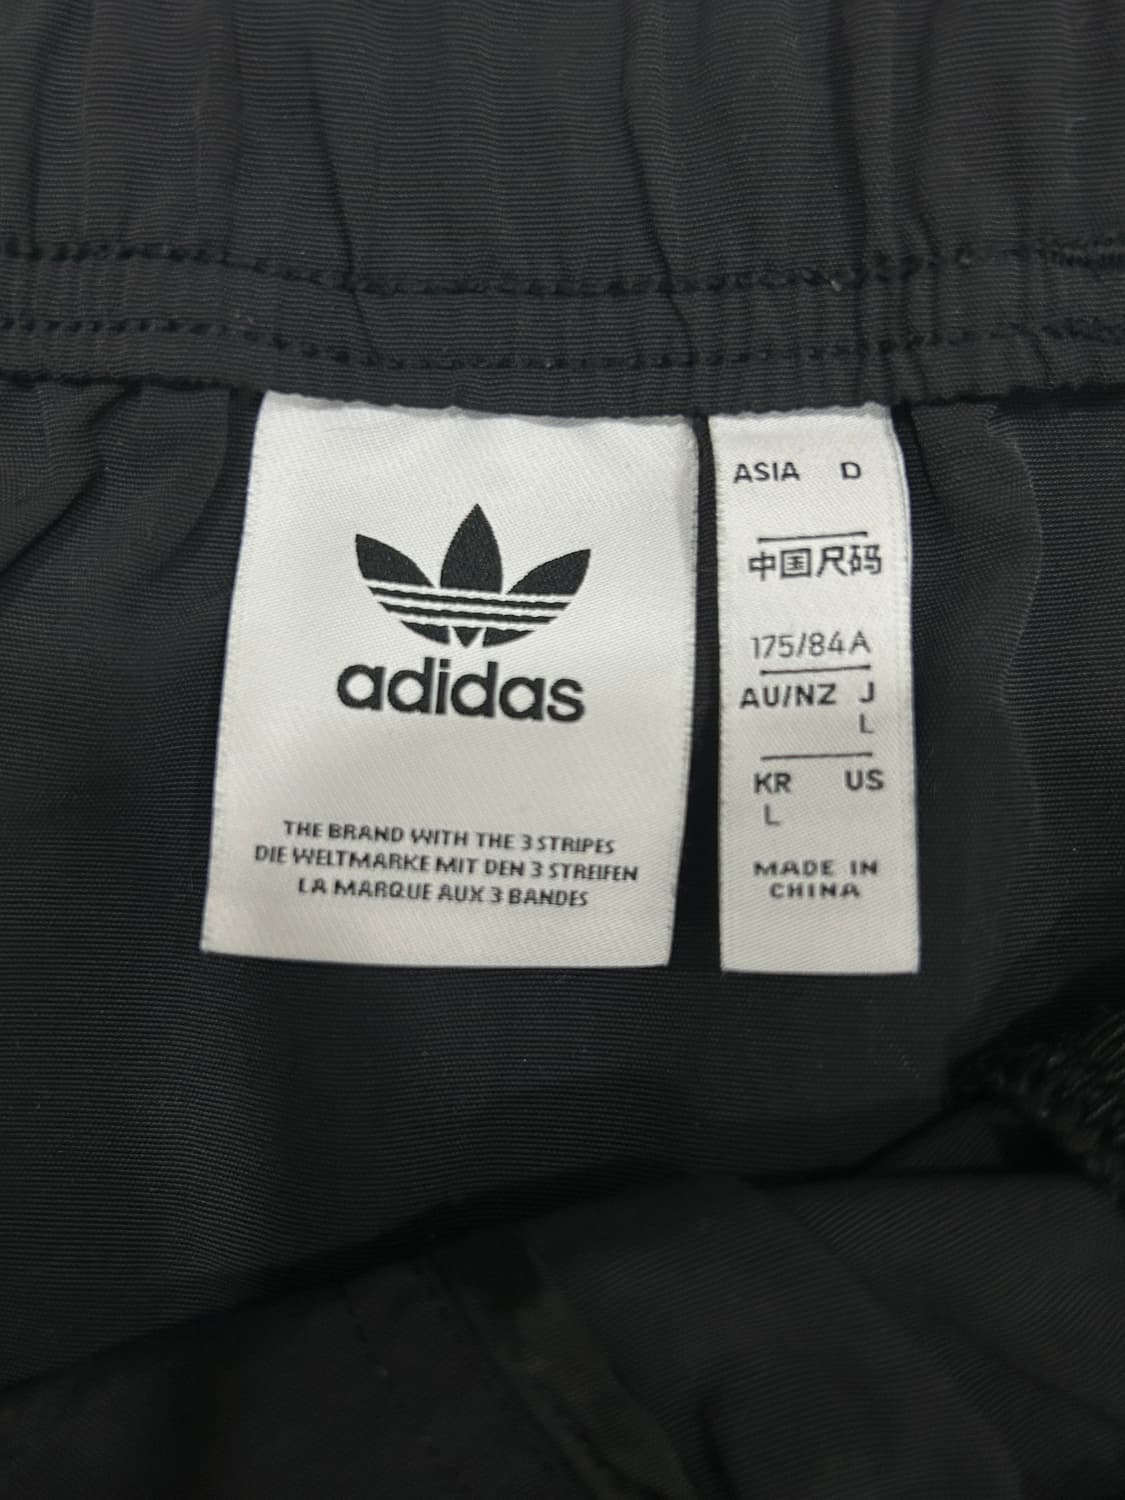 adidas
THE BRAND WITH THE 3 STRIPES
DIE WELTMARKE MIT DEN 3 STREIFEN
LA MARQUE AUX 3 BANDES
ASIA D
中国尺码
175/84A
AU/NZ J
L
KR US
L
MADE IN
CHINA